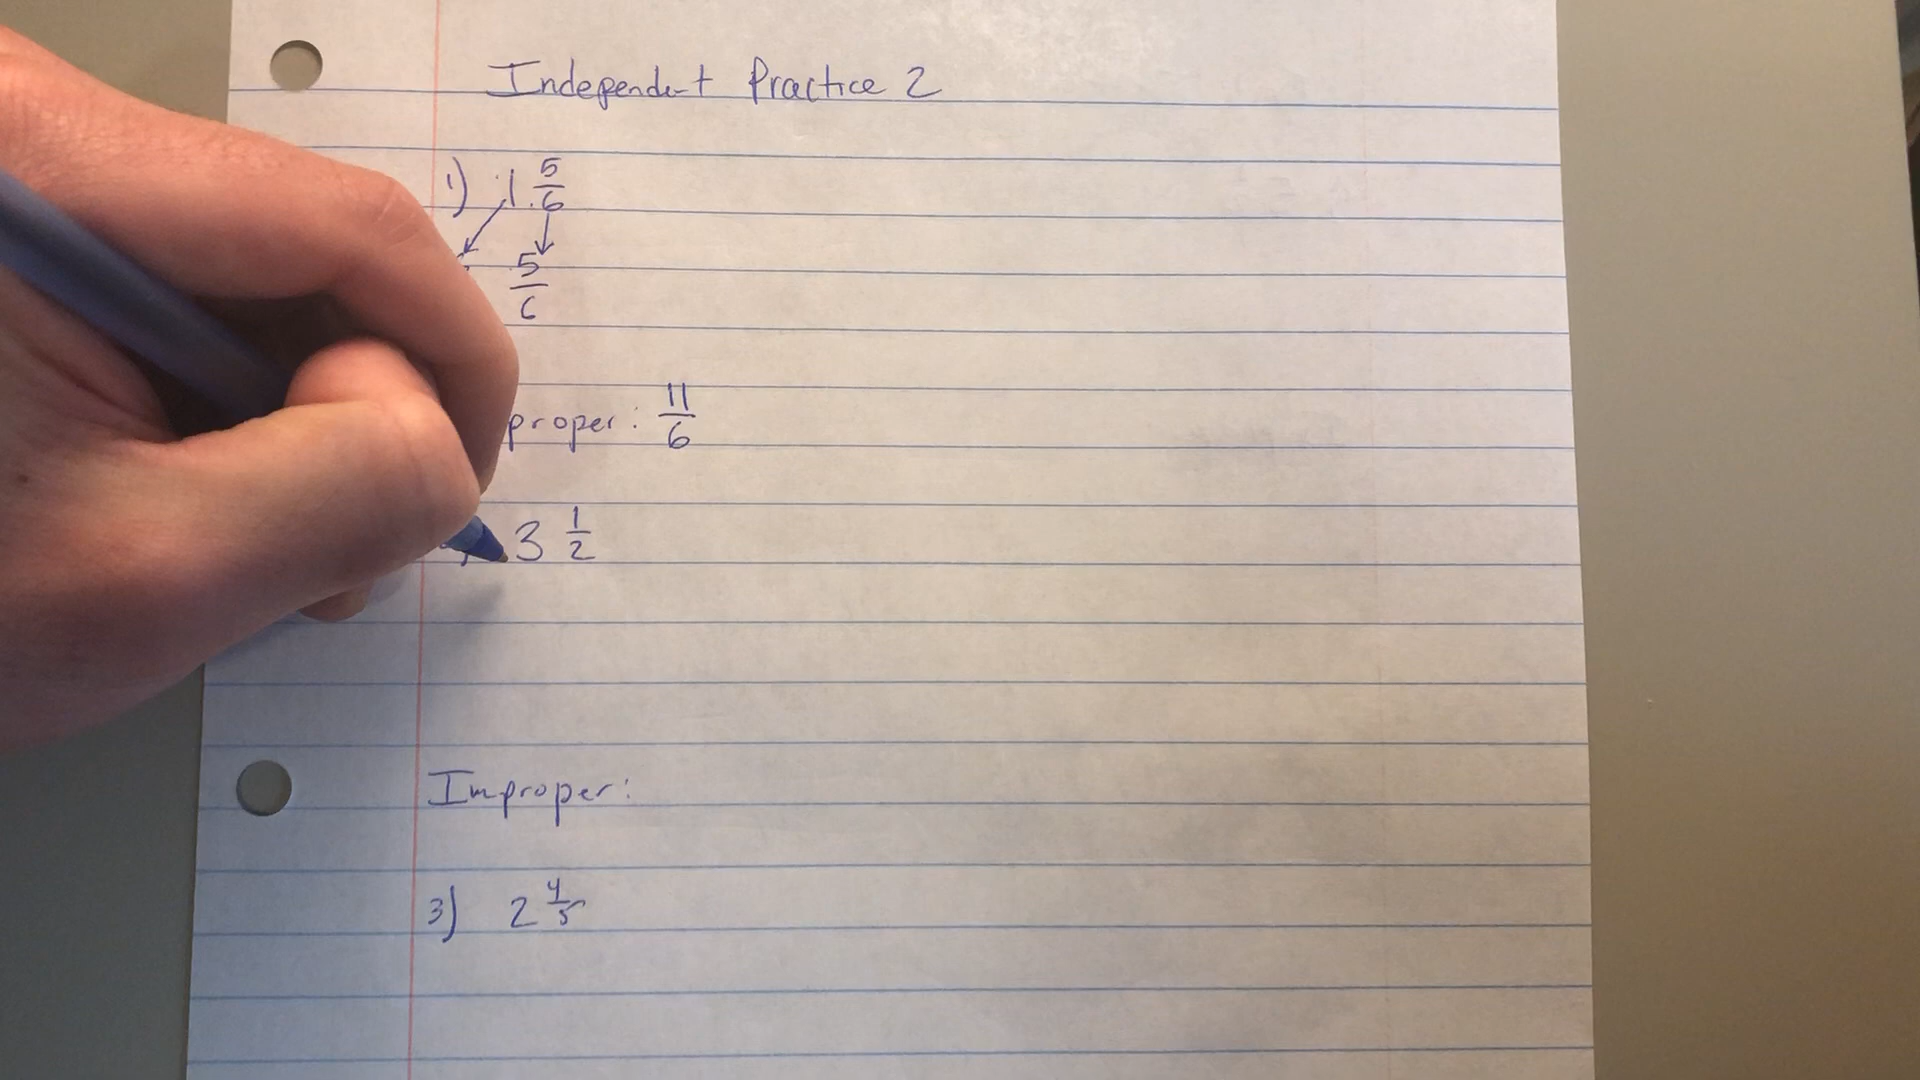 Independent Practice 2
1) 1 5/6
5/6
proper: 11/6
3 1/2
Improper:
3) 2 4/5